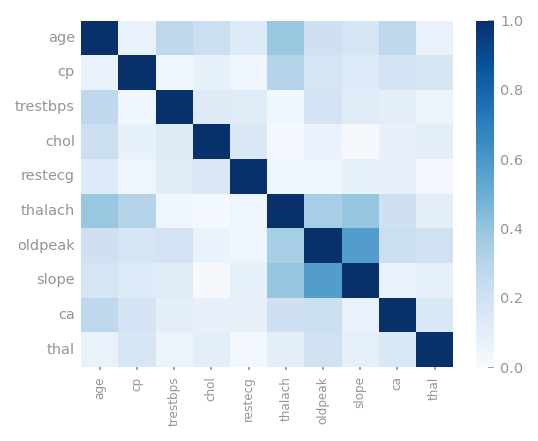 age
cp
trestbps
chol
restecg
thalach
oldpeak
slope
ca
thal
age
cp
trestbps
chol
restecg
thalach
oldpeak
slope
ca
thal
1.0
0.8
0.6
0.4
0.2
0.0